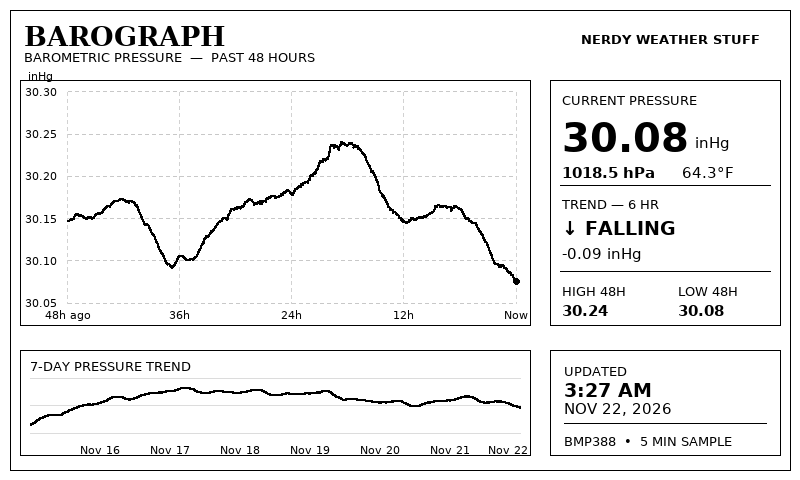 BAROGRAPH
BAROMETRIC PRESSURE — PAST 48 HOURS
NERDY WEATHER STUFF
inHg
30.30
30.25
30.20
30.15
30.10
30.05
48h ago 36h 24h 12h Now
CURRENT PRESSURE
30.08 inHg
1018.5 hPa 64.3°F
TREND — 6 HR
↓ FALLING
-0.09 inHg
HIGH 48H LOW 48H
30.24 30.08
7-DAY PRESSURE TREND
Nov 16 Nov 17 Nov 18 Nov 19 Nov 20 Nov 21 Nov 22
UPDATED
3:27 AM
NOV 22, 2026
BMP388 • 5 MIN SAMPLE